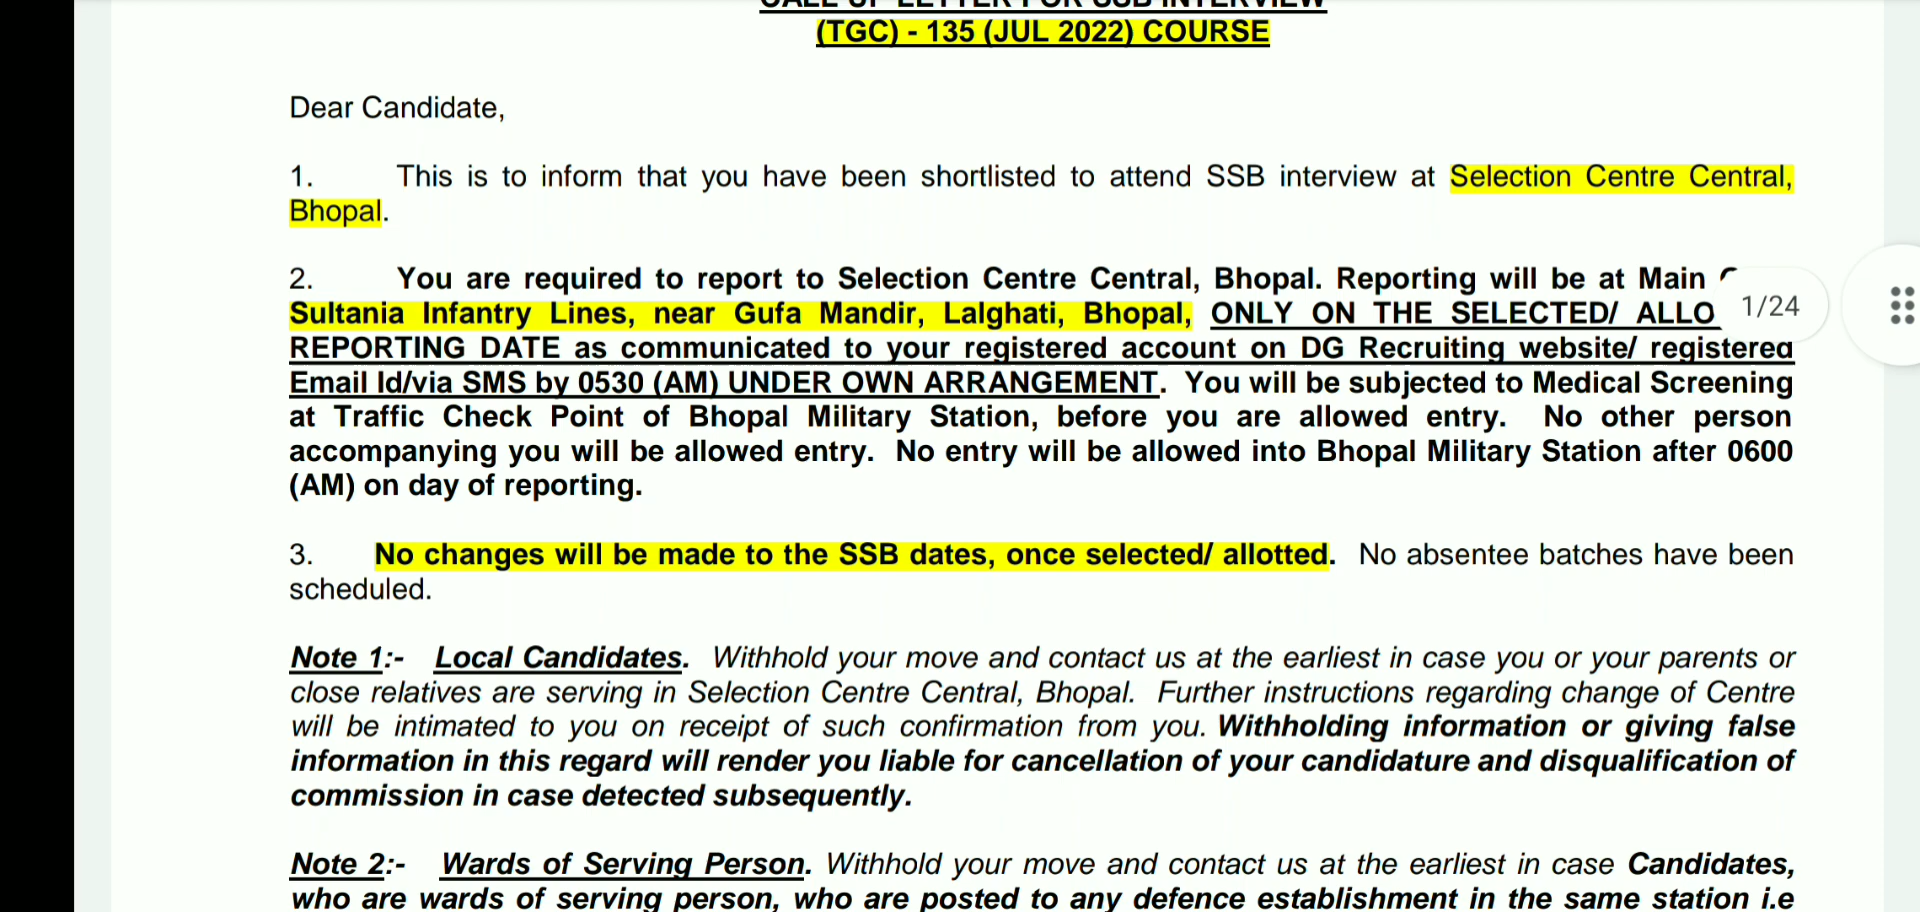 CALL UP LETTER FOR SSB INTERVIEW
(TGC) - 135 (JUL 2022) COURSE
Dear Candidate,
1. This is to inform that you have been shortlisted to attend SSB interview at Selection Centre Central,
Bhopal.
2. You are required to report to Selection Centre Central, Bhopal. Reporting will be at Main
Sultania Infantry Lines, near Gufa Mandir, Lalghati, Bhopal, ONLY ON THE SELECTED/ ALLO
1/24
REPORTING DATE as communicated to your registered account on DG Recruiting website/ registered
Email Id/via SMS by 0530 (AM) UNDER OWN ARRANGEMENT. You will be subjected to Medical Screening
at Traffic Check Point of Bhopal Military Station, before you are allowed entry. No other person
accompanying you will be allowed entry. No entry will be allowed into Bhopal Military Station after 0600
(AM) on day of reporting.
3. No changes will be made to the SSB dates, once selected/ allotted. No absentee batches have been
scheduled.
Note 1:- Local Candidates. Withhold your move and contact us at the earliest in case you or your parents or
close relatives are serving in Selection Centre Central, Bhopal. Further instructions regarding change of Centre
will be intimated to you on receipt of such confirmation from you. Withholding information or giving false
information in this regard will render you liable for cancellation of your candidature and disqualification of
commission in case detected subsequently.
Note 2:- Wards of Serving Person. Withhold your move and contact us at the earliest in case Candidates,
who are wards of serving person, who are posted to any defence establishment in the same station i.e